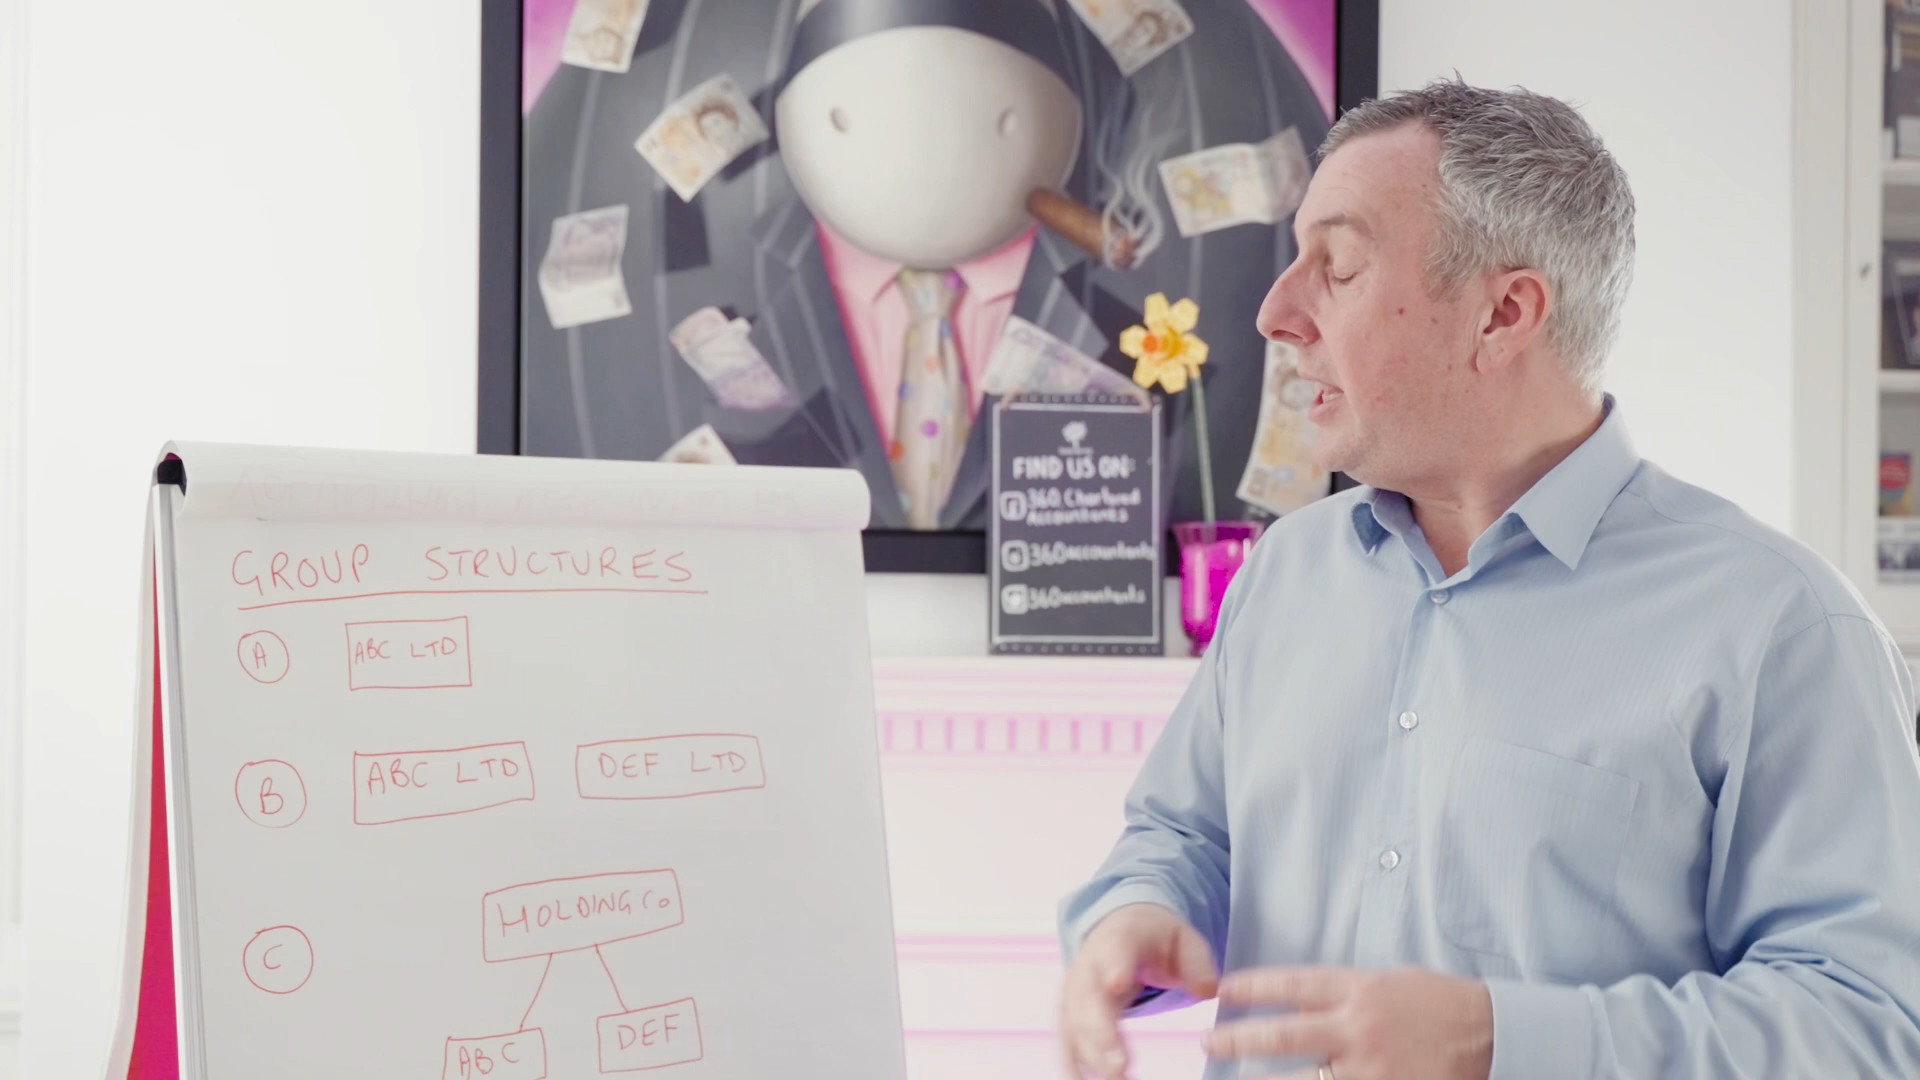 GROUP STRUCTURES
A ABC LTD
B ABC LTD DEF LTD
C HOLDING Co
ABC DEF
FIND US ON:
360 Chartered
Accountants
360accountants
360accountants